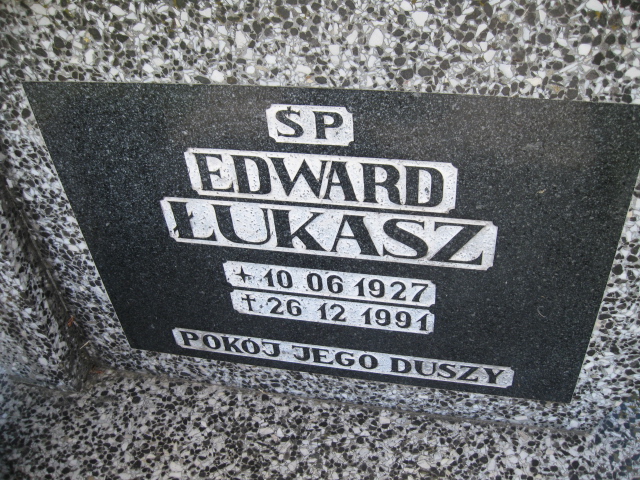 ŚP
EDWARD
ŁUKASZ
+ 10 06 1927
† 26 12 1991
POKÓJ JEGO DUSZY